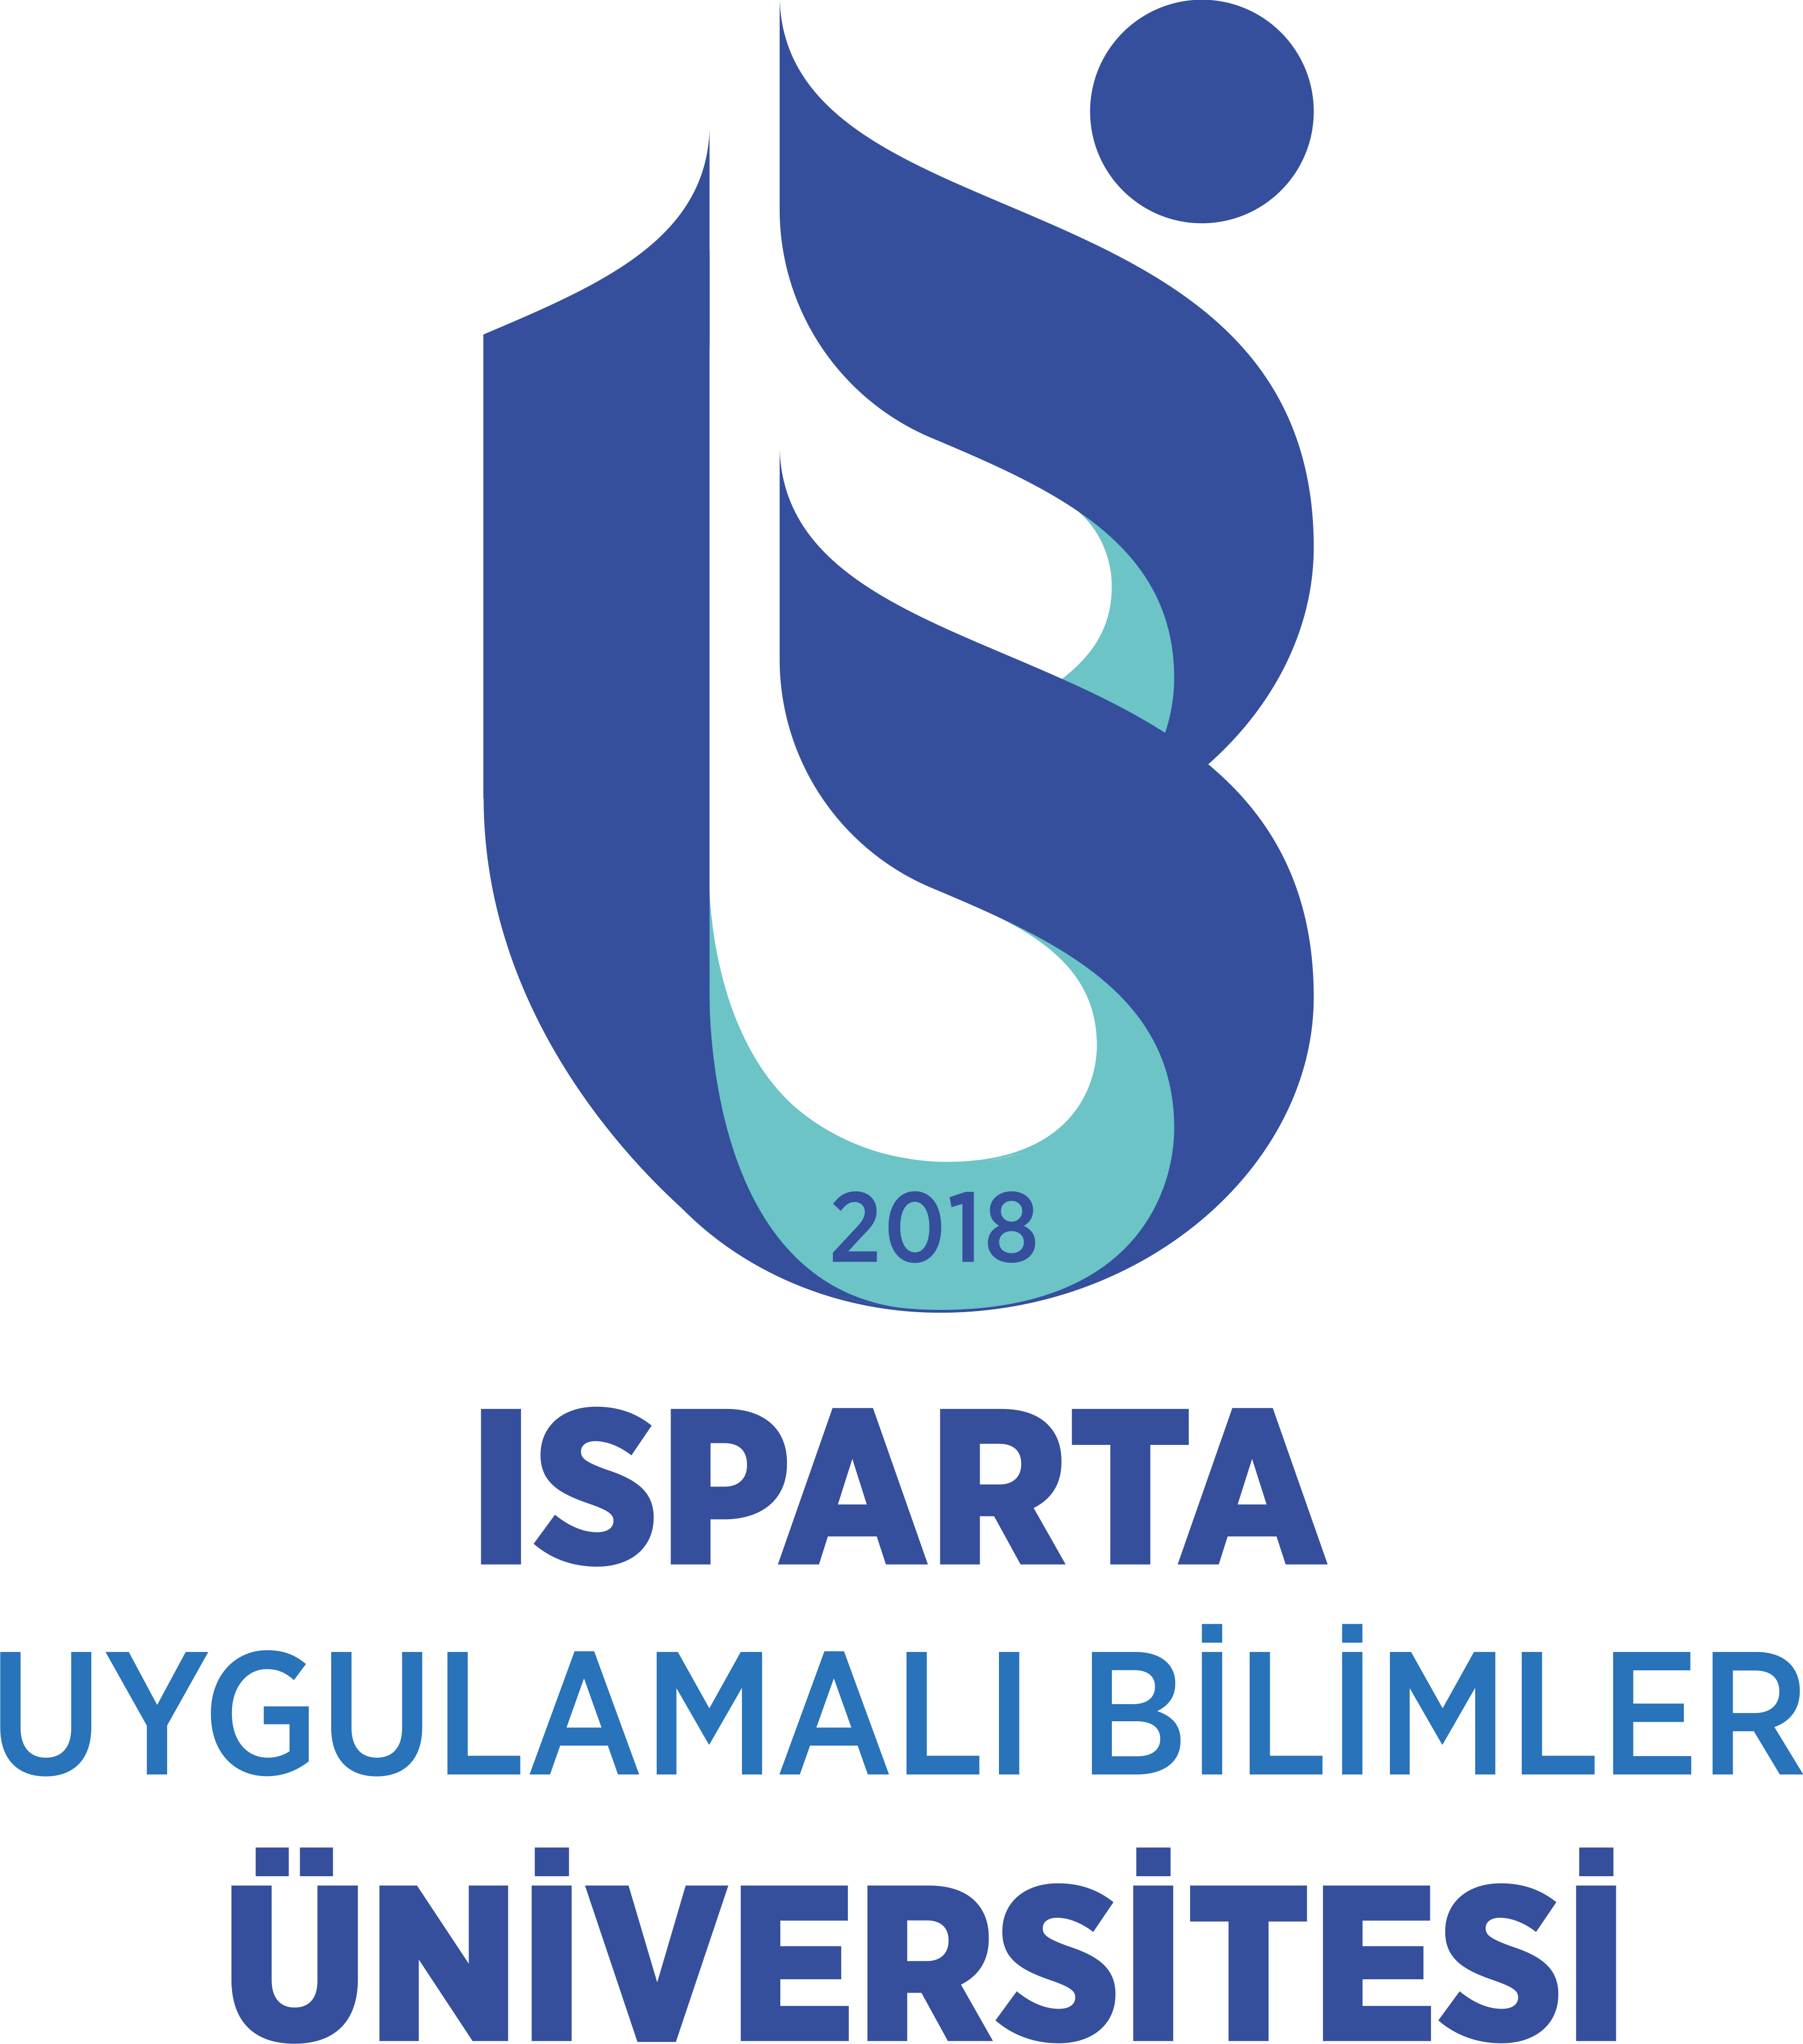 2018
ISPARTA
UYGULAMALI BİLİMLER
ÜNİVERSİTESİ